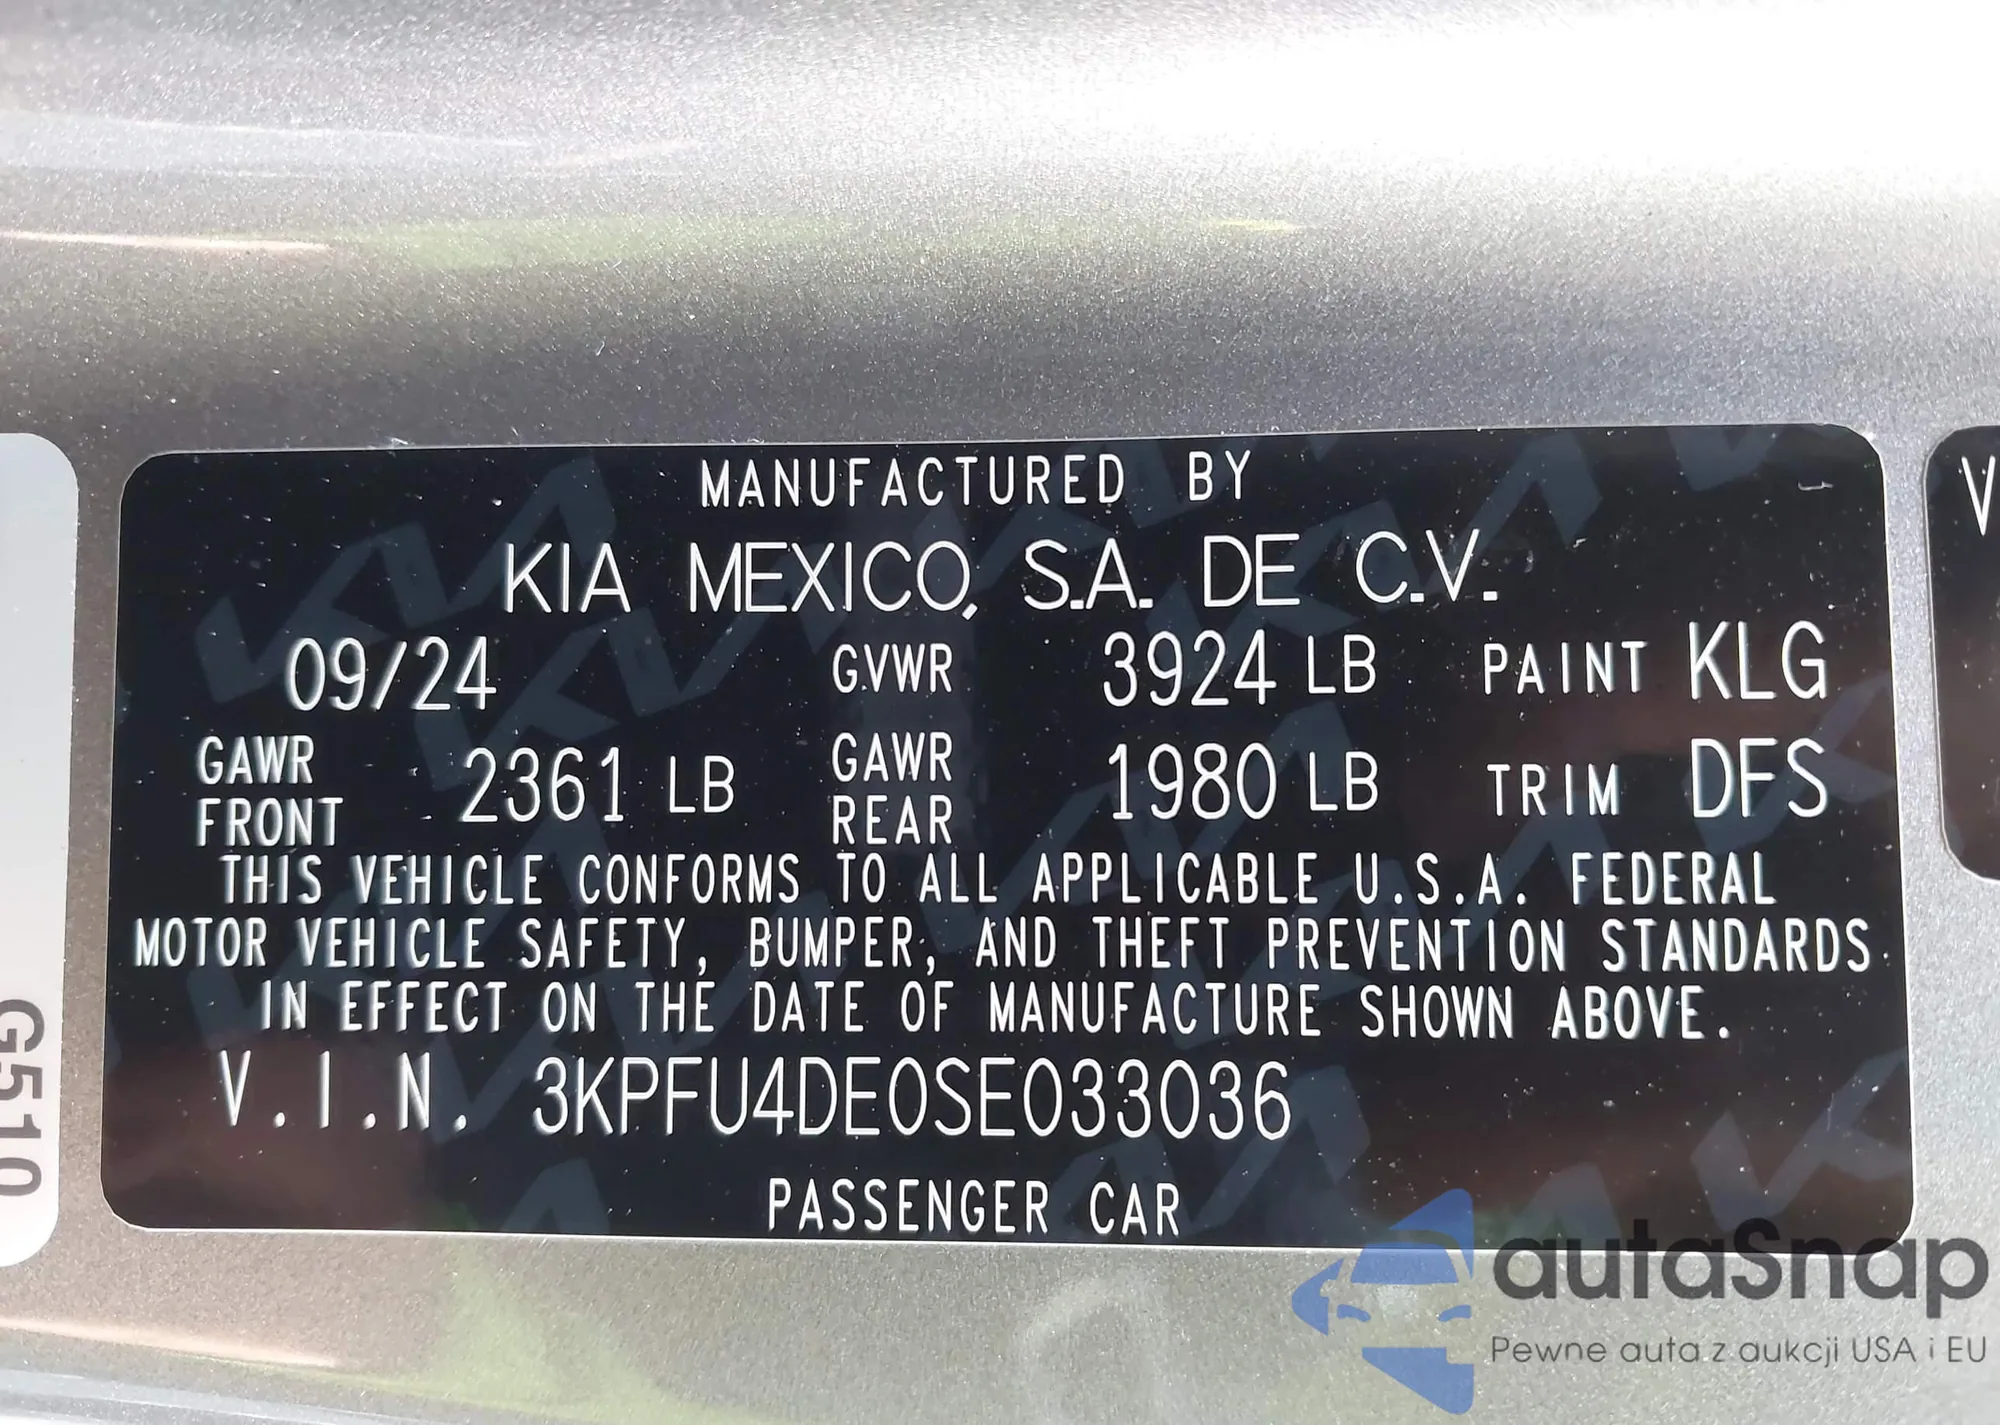 MANUFACTURED BY
KIA MEXICO, S.A. DE C.V.
09/24 GVWR 3924 LB PAINT KLG
GAWR FRONT 2361 LB GAWR REAR 1980 LB TRIM DFS
THIS VEHICLE CONFORMS TO ALL APPLICABLE U.S.A. FEDERAL
MOTOR VEHICLE SAFETY, BUMPER, AND THEFT PREVENTION STANDARDS
IN EFFECT ON THE DATE OF MANUFACTURE SHOWN ABOVE.
V.I.N. 3KPFU4DE0SE033036
PASSENGER CAR
G510
V
autaSnap
Pewne auta z aukcji USA i EU